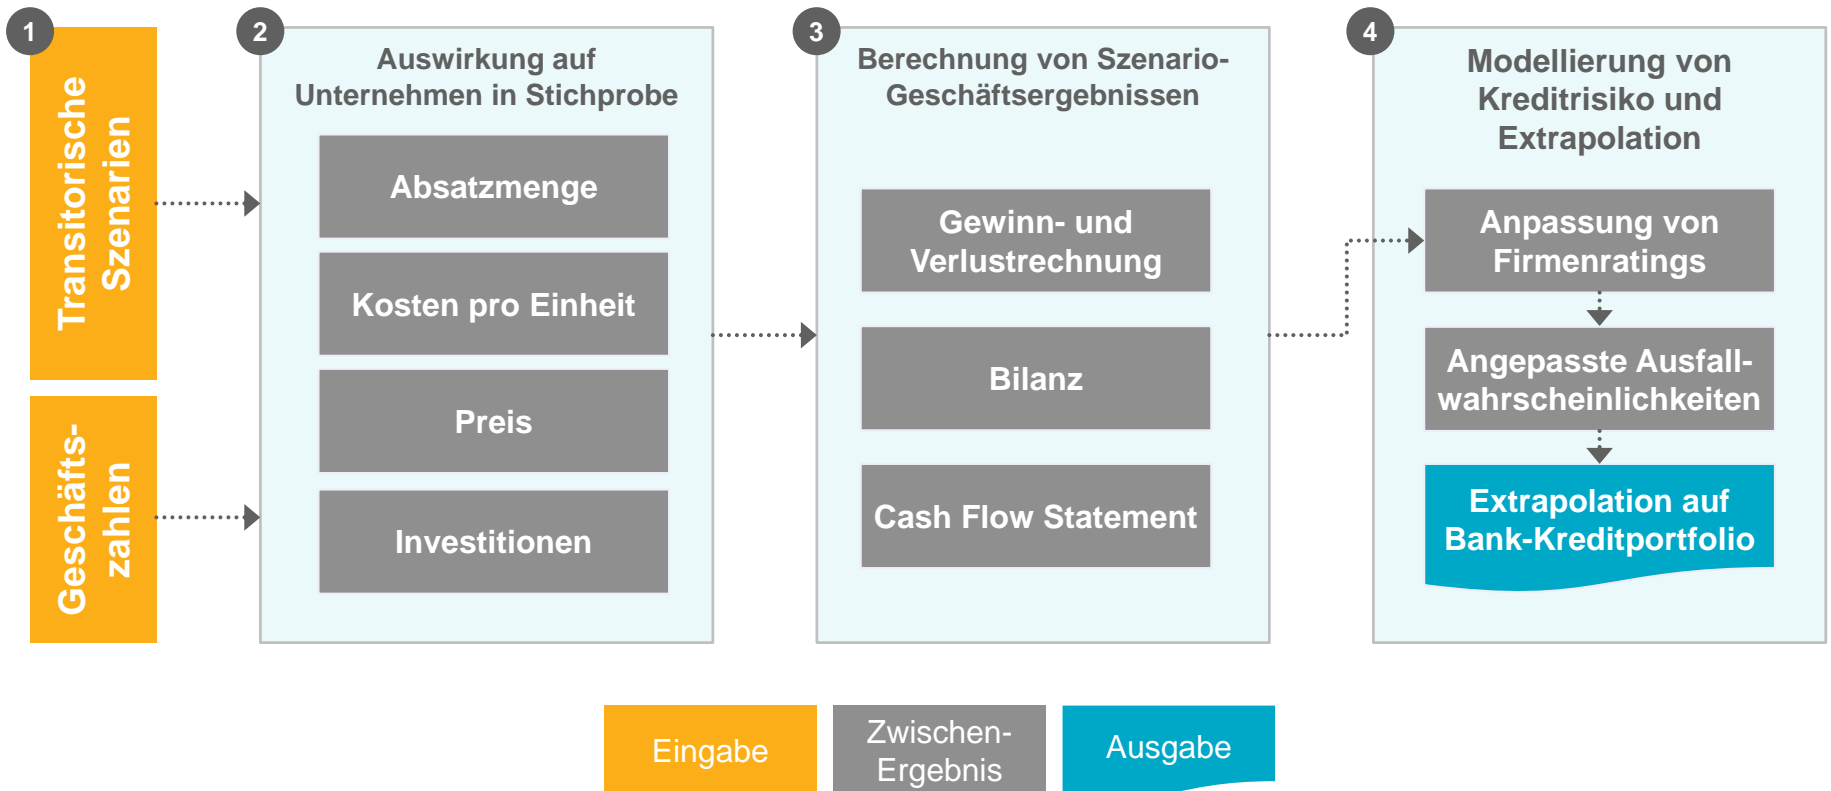 1
Transitorische
Szenarien
Geschäfts-
zahlen
2
Auswirkung auf
Unternehmen in Stichprobe
Absatzmenge
Kosten pro Einheit
Preis
Investitionen
3
Berechnung von Szenario-
Geschäftsergebnissen
Gewinn- und
Verlustrechnung
Bilanz
Cash Flow Statement
4
Modellierung von
Kreditrisiko und
Extrapolation
Anpassung von
Firmenratings
Angepasste Ausfall-
wahrscheinlichkeiten
Extrapolation auf
Bank-Kreditportfolio
Eingabe
Zwischen-
Ergebnis
Ausgabe